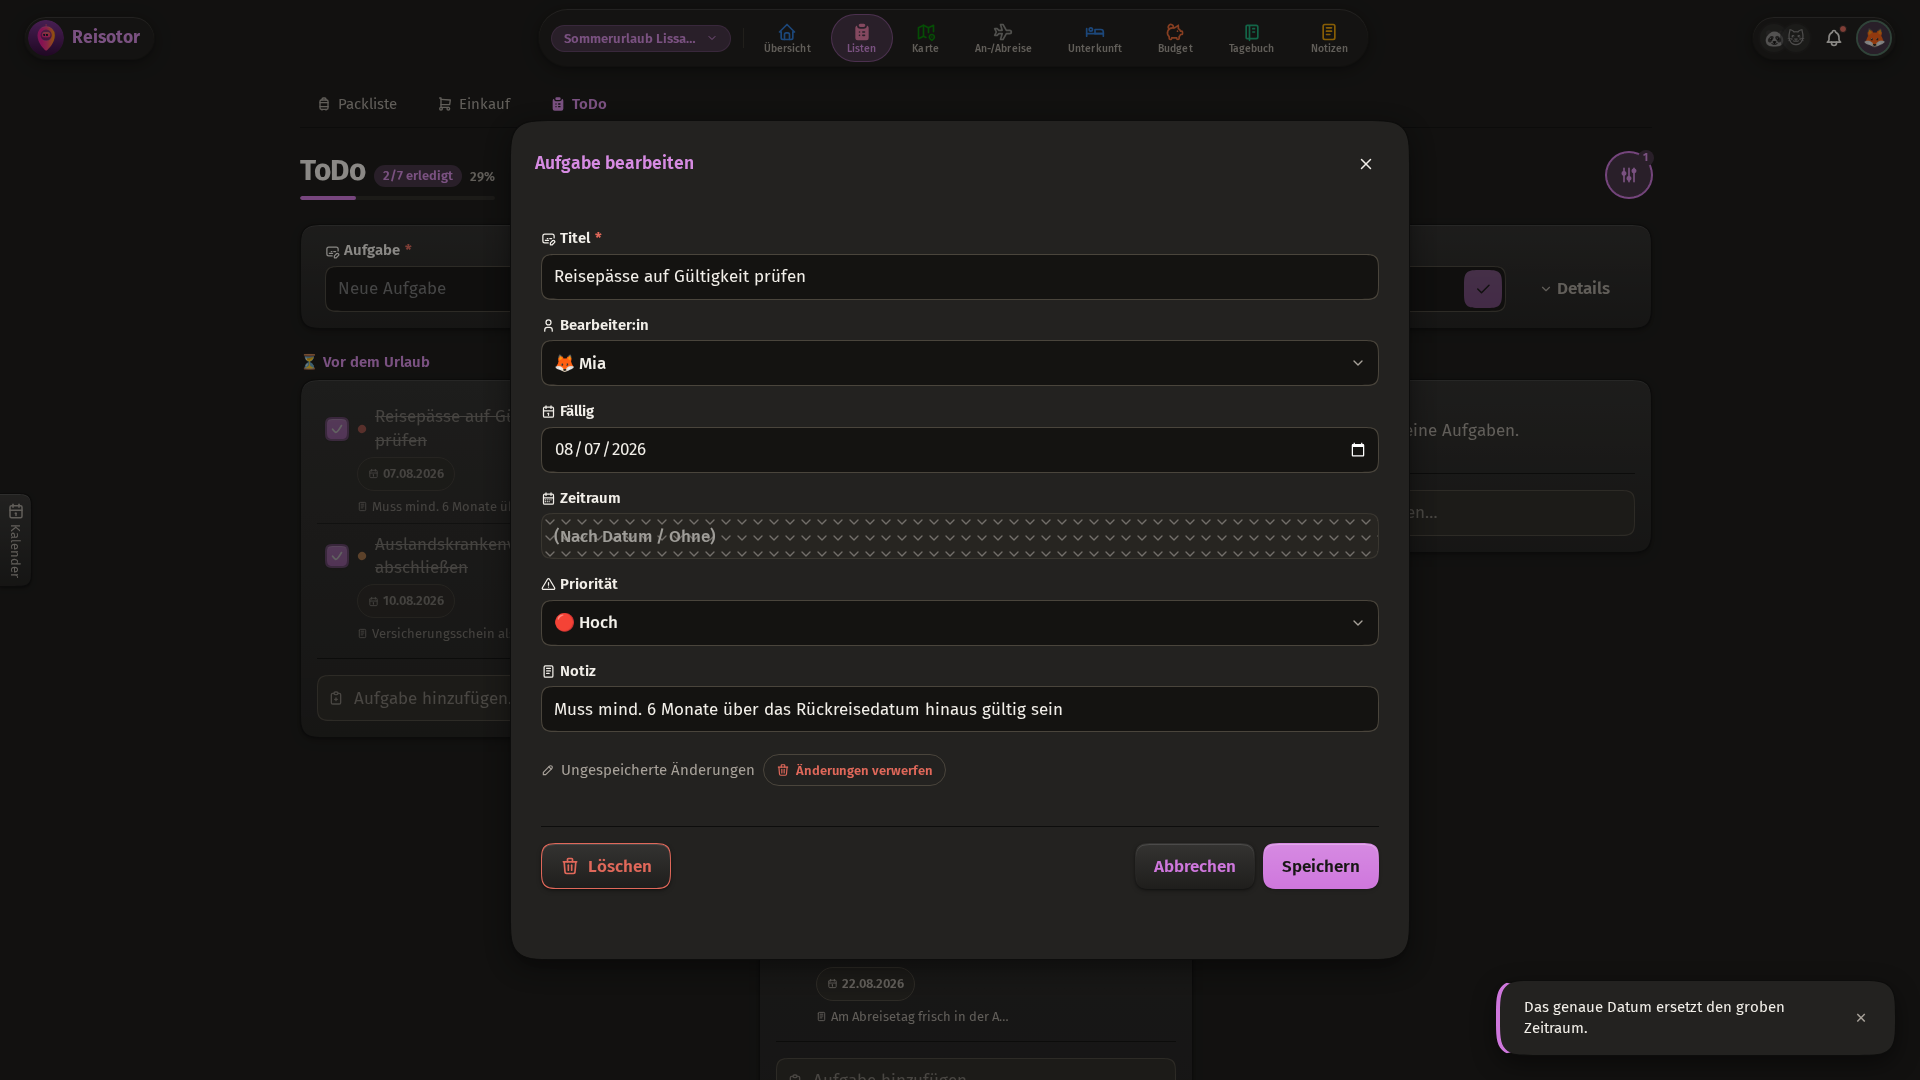 Reisotor
Sommerurlaub Lissa...
Übersicht
Listen
Karte
An-/Abreise
Unterkunft
Budget
Tagebuch
Notizen
Packliste
Einkauf
ToDo
ToDo
2/7 erledigt
29%
1
Aufgabe *
Neue Aufgabe
Details
Vor dem Urlaub
Reisepässe auf
prüfen
07.08.2026
Muss mind. 6 Monate
abschließen
10.08.2026
Versicherungsschein
Aufgabe hinzufügen
Kalender
Aufgabe bearbeiten
Titel *
Reisepässe auf Gültigkeit prüfen
Bearbeiter:in
Mia
Fällig
08/07/2026
Zeitraum
(Nach Datum / Ohne)
Priorität
Hoch
Notiz
Muss mind. 6 Monate über das Rückreisedatum hinaus gültig sein
Ungespeicherte Änderungen
Änderungen verwerfen
Löschen
Abbrechen
Speichern
Aufgaben.
22.08.2026
Am Abreisetag frisch in der A...
Aufgabe hinzufügen
Das genaue Datum ersetzt den groben
Zeitraum.